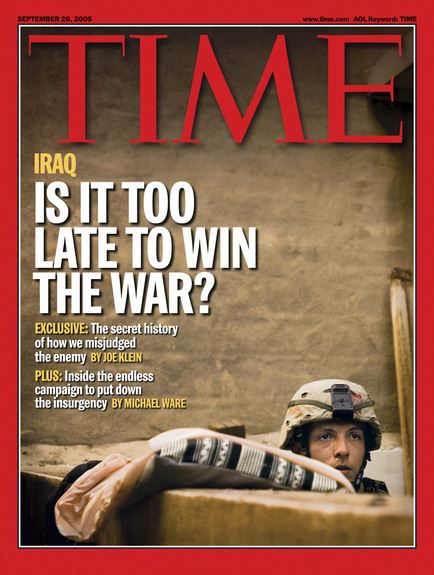 SEPTEMBER 26, 2005 www.time.com AOL Keyword: TIME
TIME
IRAQ
IS IT TOO
LATE TO WIN
THE WAR?
EXCLUSIVE: The secret history
of how we misjudged
the enemy BY JOE KLEIN
PLUS: Inside the endless
campaign to put down
the insurgency BY MICHAEL WARE